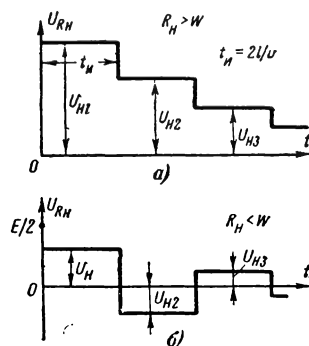 U_RН
R_Н > W
t_и
t_и = 2l/υ
U_Н1
U_Н2
U_Н3
0
t
а)
U_RН
E/2
R_Н < W
U_Н
U_Н3
0
t
U_Н2
б)